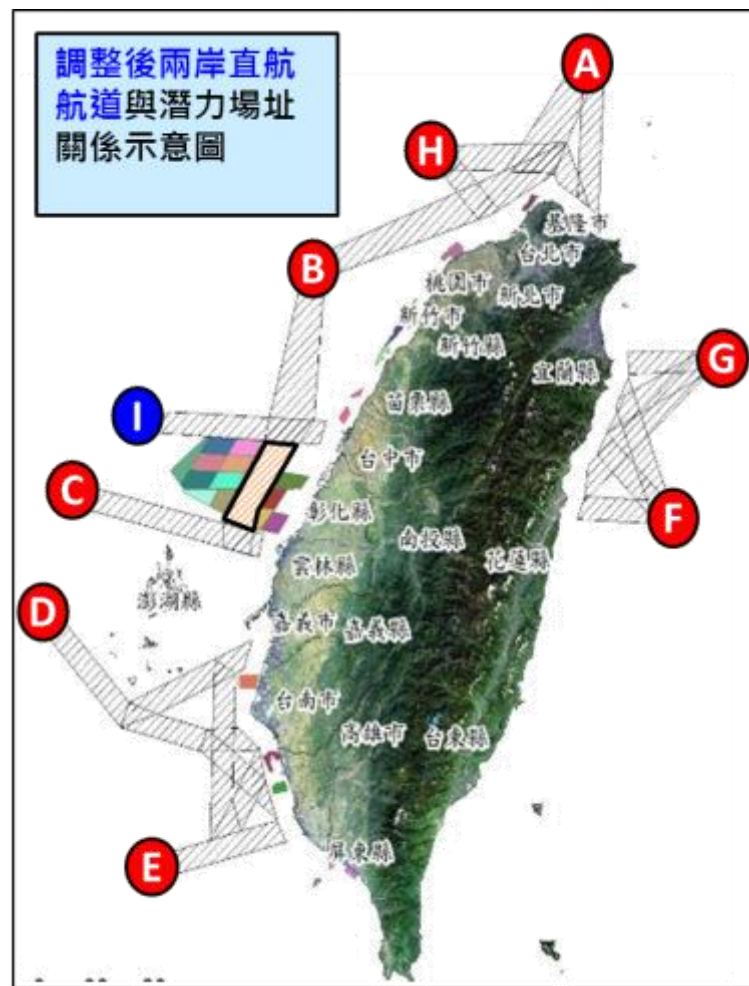 調整後兩岸直航
航道與潛力場址
關係示意圖
A
H
基隆市
台北市
B
桃園市
新北市
新竹市
新竹縣
G
宜蘭縣
苗栗縣
I
台中市
C
彰化縣
南投縣
F
花蓮縣
雲林縣
澎湖縣
D
嘉義市
嘉義縣
台南市
高雄市
台東縣
E
屏東縣